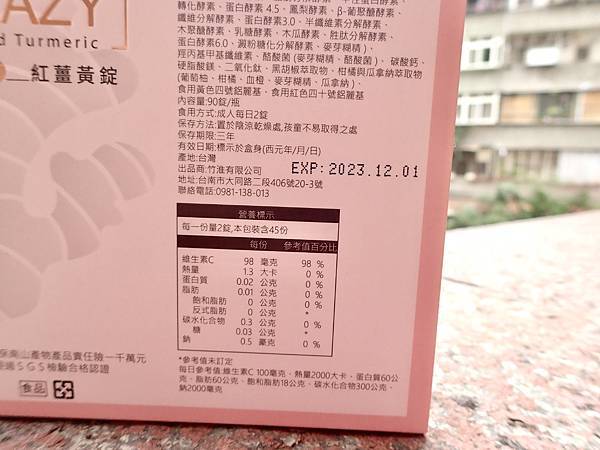 AZY
d Turmeric
紅薑黃錠
轉化酵素、蛋白酵素 4.5、鳳梨酵素、β-葡聚醣酵素、
纖維分解酵素、蛋白酵素3.0、半纖維素分解酵素、
木聚醣酵素、乳糖酵素、木瓜酵素、胜肽分解酵素、
蛋白酵素6.0、澱粉糖化分解酵素、麥芽糊精)、
羥丙基甲基纖維素、醋酸菌(麥芽糊精、醋酸菌)、碳酸鈣、
硬脂酸鎂、二氧化鈦、黑胡椒萃取物、柑橘與瓜拿納萃取物
(葡萄柚、柑橘、血橙、麥芽糊精、瓜拿納)、
食用黃色四號鋁麗基、食用紅色四十號鋁麗基
內容量:90錠/瓶
食用方式:成人每日2錠
保存方法:置於陰涼乾燥處,孩童不易取得之處
保存期限:三年
有效日期:標示於盒身(西元年/月/日)
產地:台灣
EXP: 2023.12.01
出品商:竹淮有限公司
地址:台南市大同路二段406號20-3號
聯絡電話:0981-138-013
營養標示
每一份量2錠,本包裝含45份
每份 參考值百分比
維生素C 98 毫克 98 %
熱量 1.3 大卡 0 %
蛋白質 0.02 公克 0 %
脂肪 0.01 公克 0 %
飽和脂肪 0 公克 0 %
反式脂肪 0 公克 *
碳水化合物 0.3 公克 0 %
糖 0.03 公克 *
鈉 0.5 毫克 0 %
*參考值未訂定
每日參考值:維生素C 100毫克、熱量2000大卡、蛋白質60公
克、脂肪60公克、飽和脂肪18公克、碳水化合物300公克、
鈉2000毫克
保南山產物產品責任險一千萬元
SGS檢驗合格認證
食品